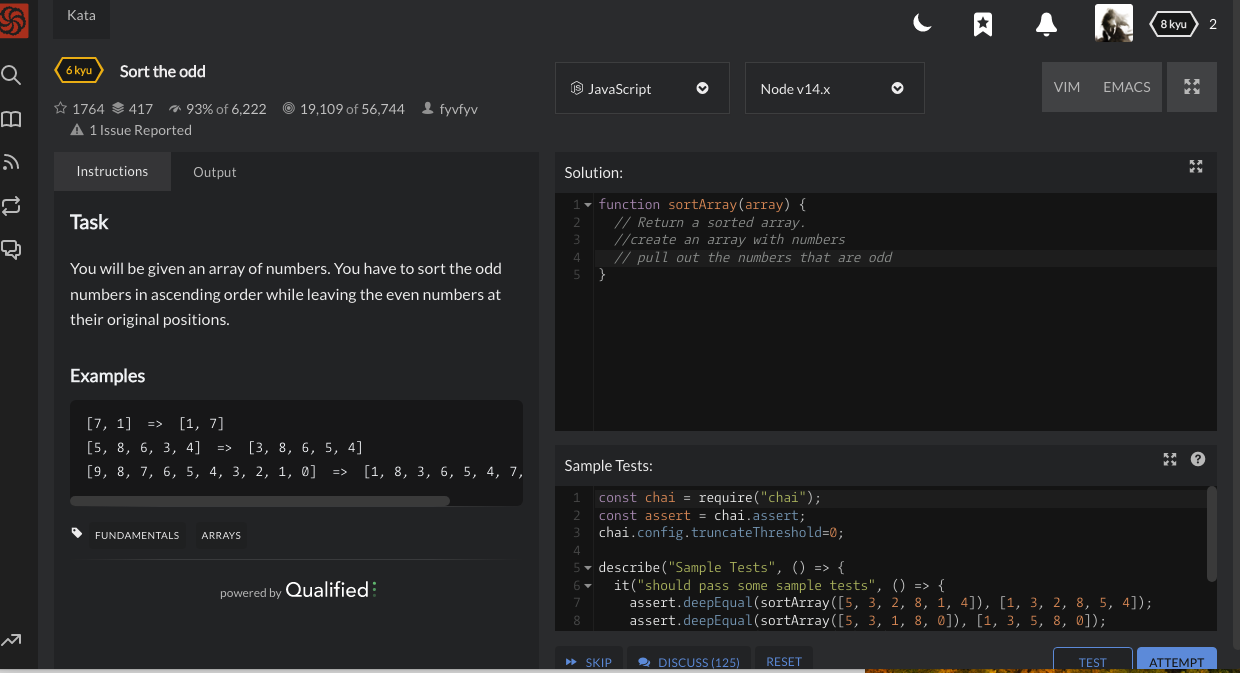 Kata
8 kyu 2
6 kyu Sort the odd
1764 417 93% of 6,222 19,109 of 56,744 fyvfyv
1 Issue Reported
JavaScript
Node v14.x
VIM EMACS
Instructions Output
Task
You will be given an array of numbers. You have to sort the odd
numbers in ascending order while leaving the even numbers at
their original positions.
Examples
[7, 1]  =>  [1, 7]
[5, 8, 6, 3, 4]  =>  [3, 8, 6, 5, 4]
[9, 8, 7, 6, 5, 4, 3, 2, 1, 0]  =>  [1, 8, 3, 6, 5, 4, 7,
FUNDAMENTALS ARRAYS
powered by Qualified
Solution:
1 function sortArray(array) {
2   // Return a sorted array.
3   //create an array with numbers
4   // pull out the numbers that are odd
5 }
Sample Tests:
1 const chai = require("chai");
2 const assert = chai.assert;
3 chai.config.truncateThreshold=0;
4
5 describe("Sample Tests", () => {
6   it("should pass some sample tests", () => {
7     assert.deepEqual(sortArray([5, 3, 2, 8, 1, 4]), [1, 3, 2, 8, 5, 4]);
8     assert.deepEqual(sortArray([5, 3, 1, 8, 0]), [1, 3, 5, 8, 0]);
SKIP DISCUSS (125) RESET TEST ATTEMPT